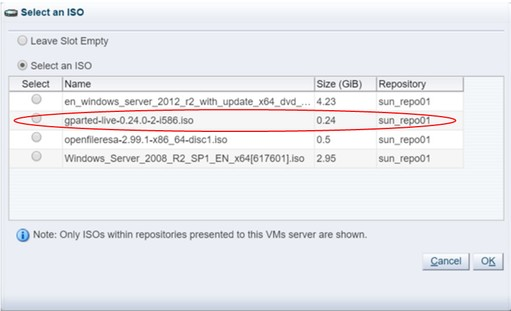 Select an ISO
Leave Slot Empty
Select an ISO
Select Name Size (GiB) Repository
en_windows_server_2012_r2_with_update_x64_dvd_... 4.23 sun_repo01
gparted-live-0.24.0-2-i586.iso 0.24 sun_repo01
openfileresa-2.99.1-x86_64-disc1.iso 0.5 sun_repo01
Windows_Server_2008_R2_SP1_EN_x64[617601].iso 2.95 sun_repo01
Note: Only ISOs within repositories presented to this VMs server are shown.
Cancel OK